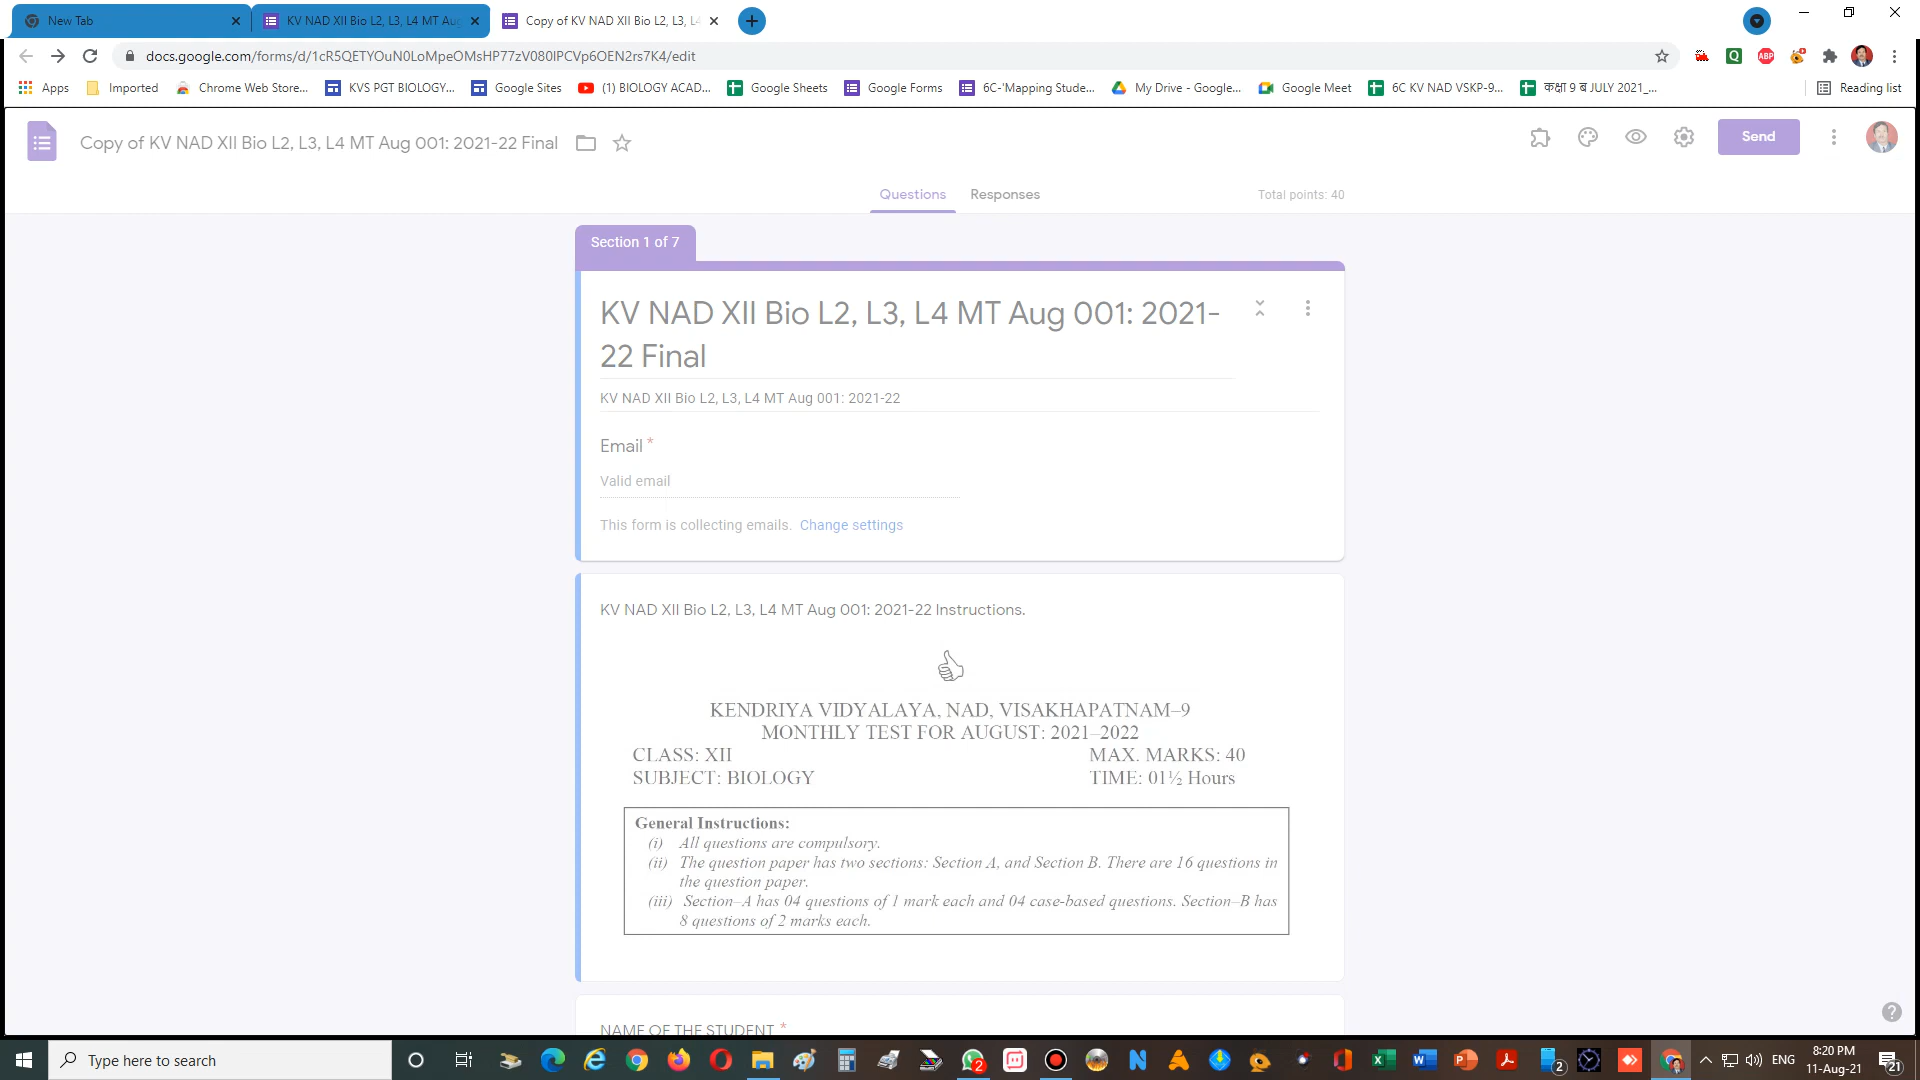 New Tab
KV NAD XII Bio L2, L3, L4 MT Au
Copy of KV NAD XII Bio L2, L3, L4
docs.google.com/forms/d/1cR5QETYOuN0LoMpeOMsHP77zV080lPCVp6OEN2rs7K4/edit
Apps
Imported
Chrome Web Store...
KVS PGT BIOLOGY...
Google Sites
(1) BIOLOGY ACAD...
Google Sheets
Google Forms
6C-'Mapping Stude...
My Drive - Google...
Google Meet
6C KV NAD VSKP-9...
कक्षा 9 ब JULY 2021_...
Reading list
Copy of KV NAD XII Bio L2, L3, L4 MT Aug 001: 2021-22 Final
Send
Questions
Responses
Total points: 40
Section 1 of 7
KV NAD XII Bio L2, L3, L4 MT Aug 001: 2021-
22 Final
KV NAD XII Bio L2, L3, L4 MT Aug 001: 2021-22
Email *
Valid email
This form is collecting emails. Change settings
KV NAD XII Bio L2, L3, L4 MT Aug 001: 2021-22 Instructions.
KENDRIYA VIDYALAYA, NAD, VISAKHAPATNAM–9
MONTHLY TEST FOR AUGUST: 2021–2022
CLASS: XII MAX. MARKS: 40
SUBJECT: BIOLOGY TIME: 01½ Hours
General Instructions:
(i) All questions are compulsory.
(ii) The question paper has two sections: Section A, and Section B. There are 16 questions in
the question paper.
(iii) Section–A has 04 questions of 1 mark each and 04 case-based questions. Section–B has
8 questions of 2 marks each.
NAME OF THE STUDENT *
Type here to search
ENG
8:20 PM
11-Aug-21
21